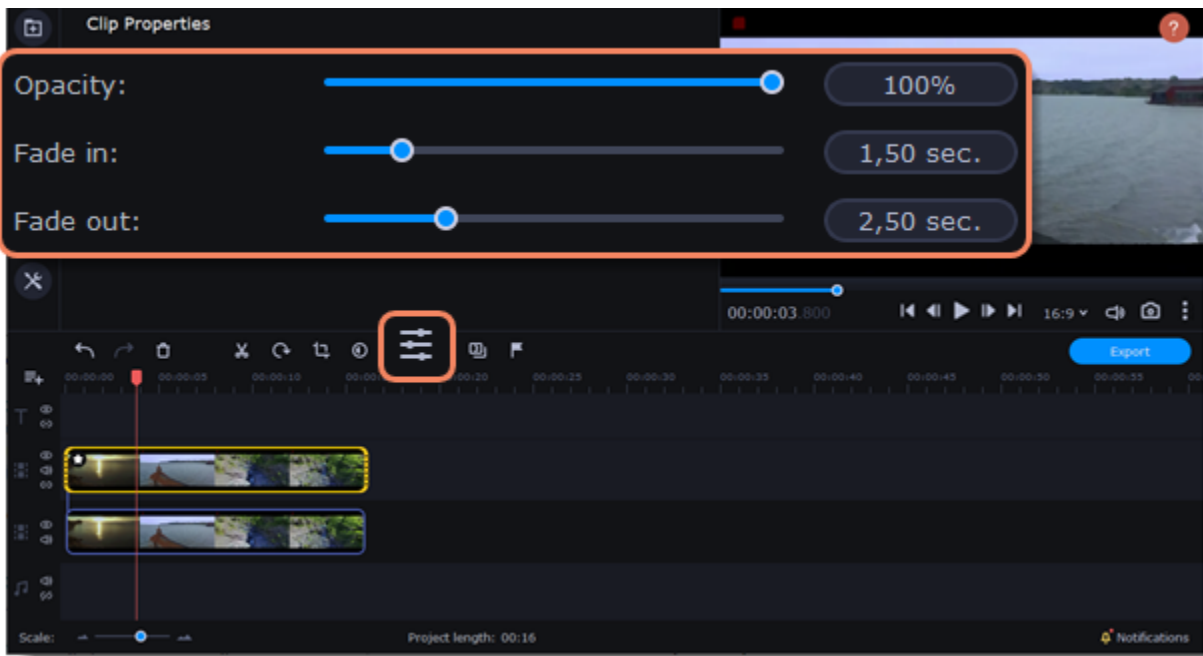 Clip Properties
?
Opacity: 100%
Fade in: 1,50 sec.
Fade out: 2,50 sec.
00:00:03.800
16:9
Export
00:00:00 00:00:05 00:00:10 00:00:20 00:00:25 00:00:30 00:00:35 00:00:40 00:00:45 00:00:50 00:00:55
T
Scale: Project length: 00:16 Notifications